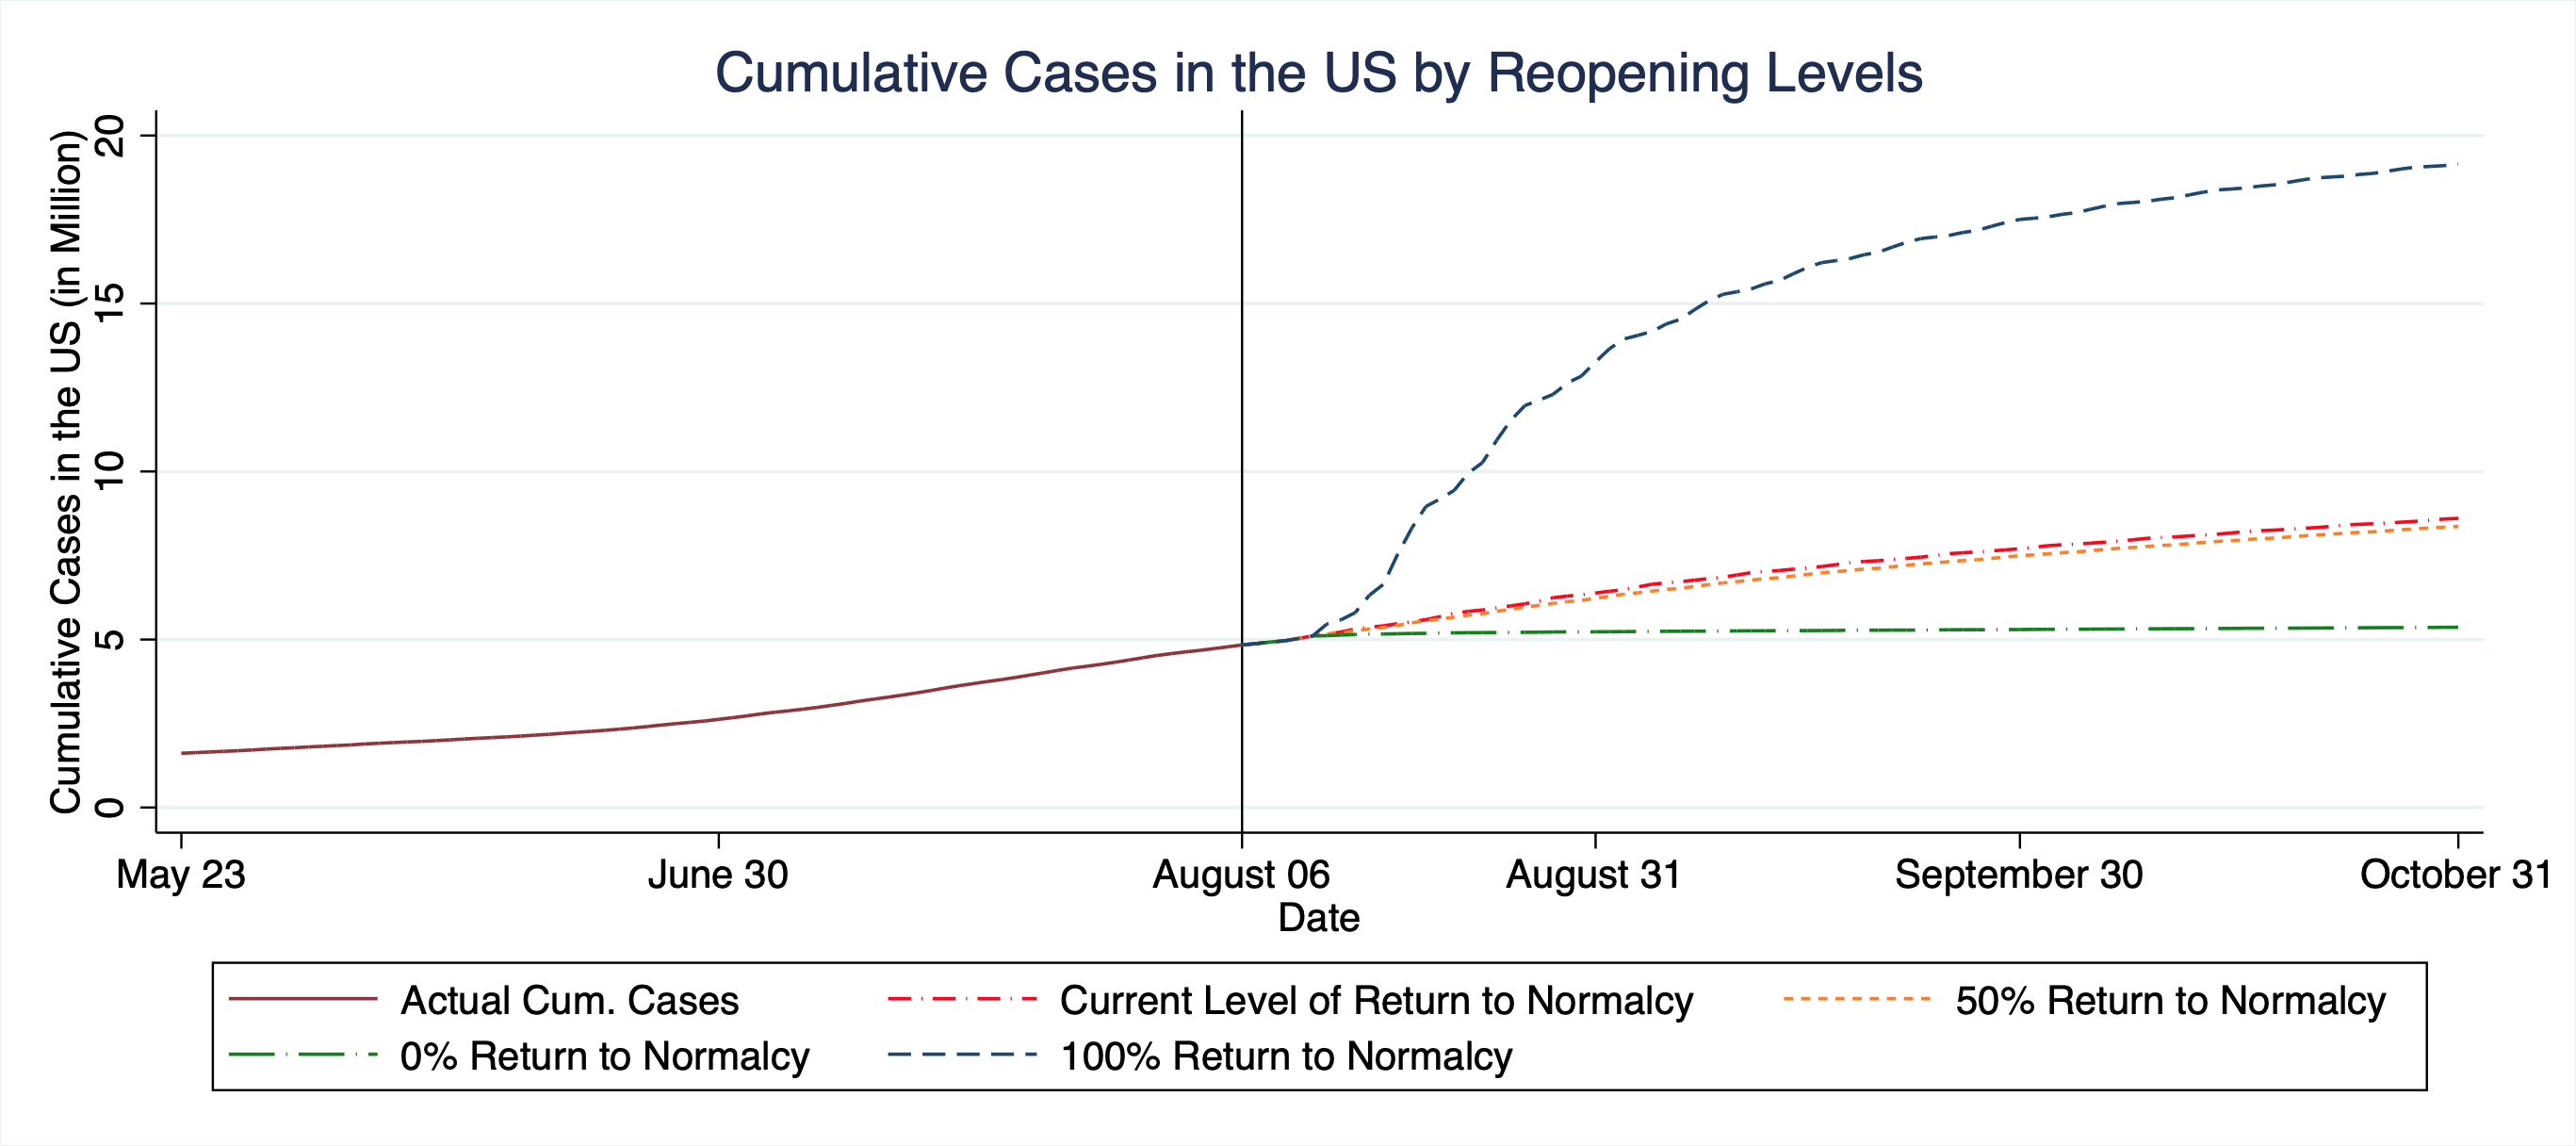 Cumulative Cases in the US by Reopening Levels
Cumulative Cases in the US (in Million)
20
15
10
5
0
May 23 June 30 August 06 August 31 September 30 October 31
Date
Actual Cum. Cases Current Level of Return to Normalcy 50% Return to Normalcy
0% Return to Normalcy 100% Return to Normalcy